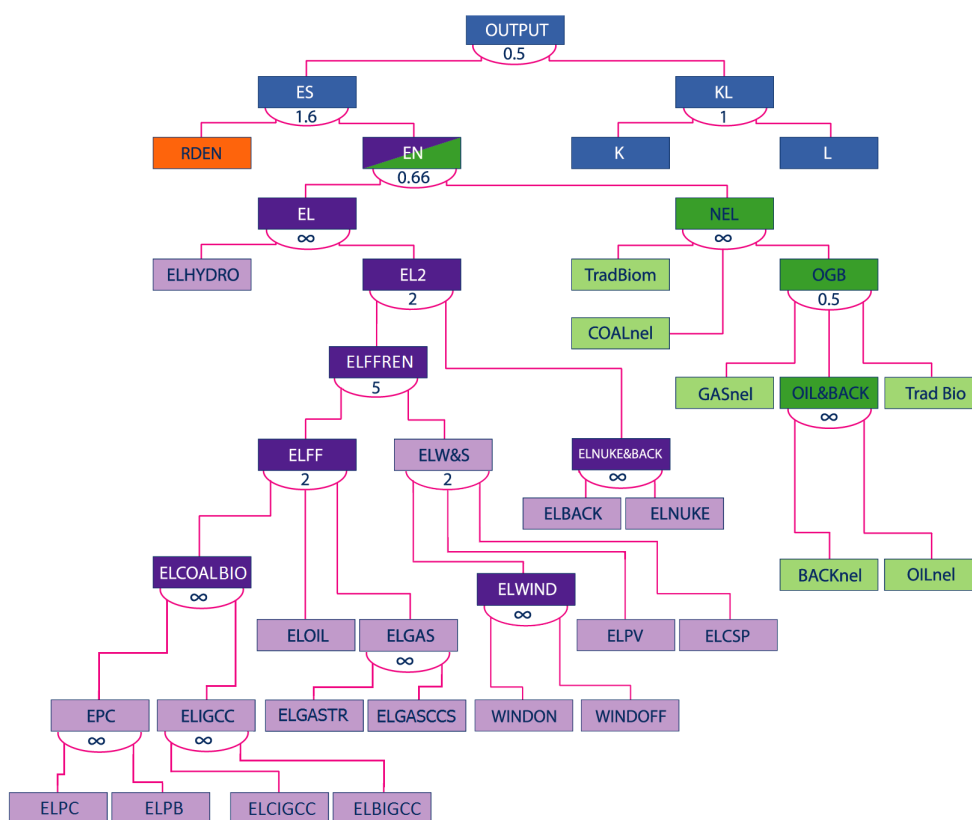 OUTPUT
0.5
ES
KL
1.6
1
RDEN
EN
K
L
0.66
EL
NEL
∞
∞
ELHYDRO
EL2
TradBiom
OGB
2
0.5
COALnel
ELFFREN
5
GASnel
OIL&BACK
Trad Bio
∞
ELFF
ELW&S
ELNUKE&BACK
2
2
∞
ELBACK
ELNUKE
ELCOALBIO
BACKnel
OILnel
∞
ELWIND
∞
ELOIL
ELGAS
ELPV
ELCSP
∞
EPC
ELIGCC
ELGASTR
ELGASCCS
WINDON
WINDOFF
∞
∞
ELPC
ELPB
ELCIGCC
ELBIGCC